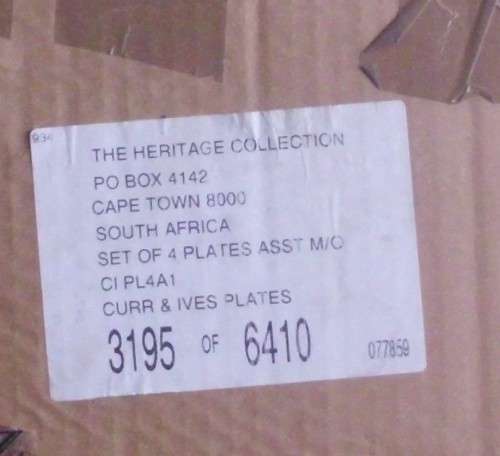 934
THE HERITAGE COLLECTION
PO BOX 4142
CAPE TOWN 8000
SOUTH AFRICA
SET OF 4 PLATES ASST M/O
CI PL4A1
CURR & IVES PLATES
3195 OF 6410 077859